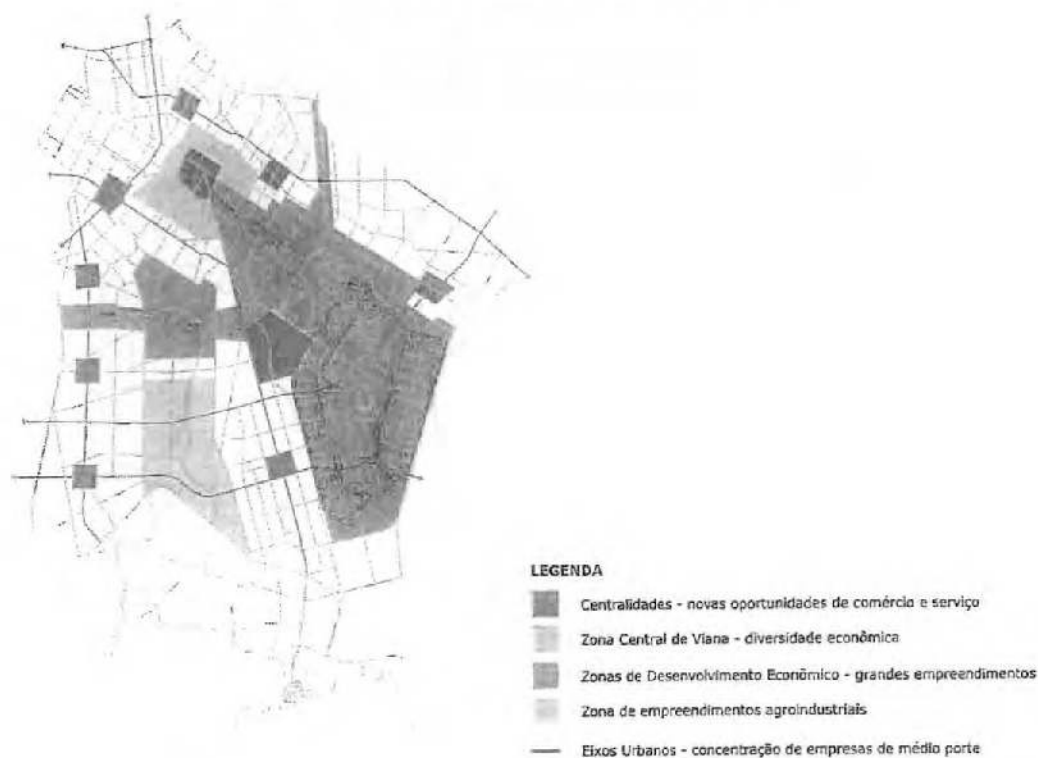 LEGENDA
Centralidades - novas oportunidades de comércio e serviço
Zona Central de Viana - diversidade econômica
Zonas de Desenvolvimento Econômico - grandes empreendimentos
Zona de empreendimentos agroindustriais
Eixos Urbanos - concentração de empresas de médio porte